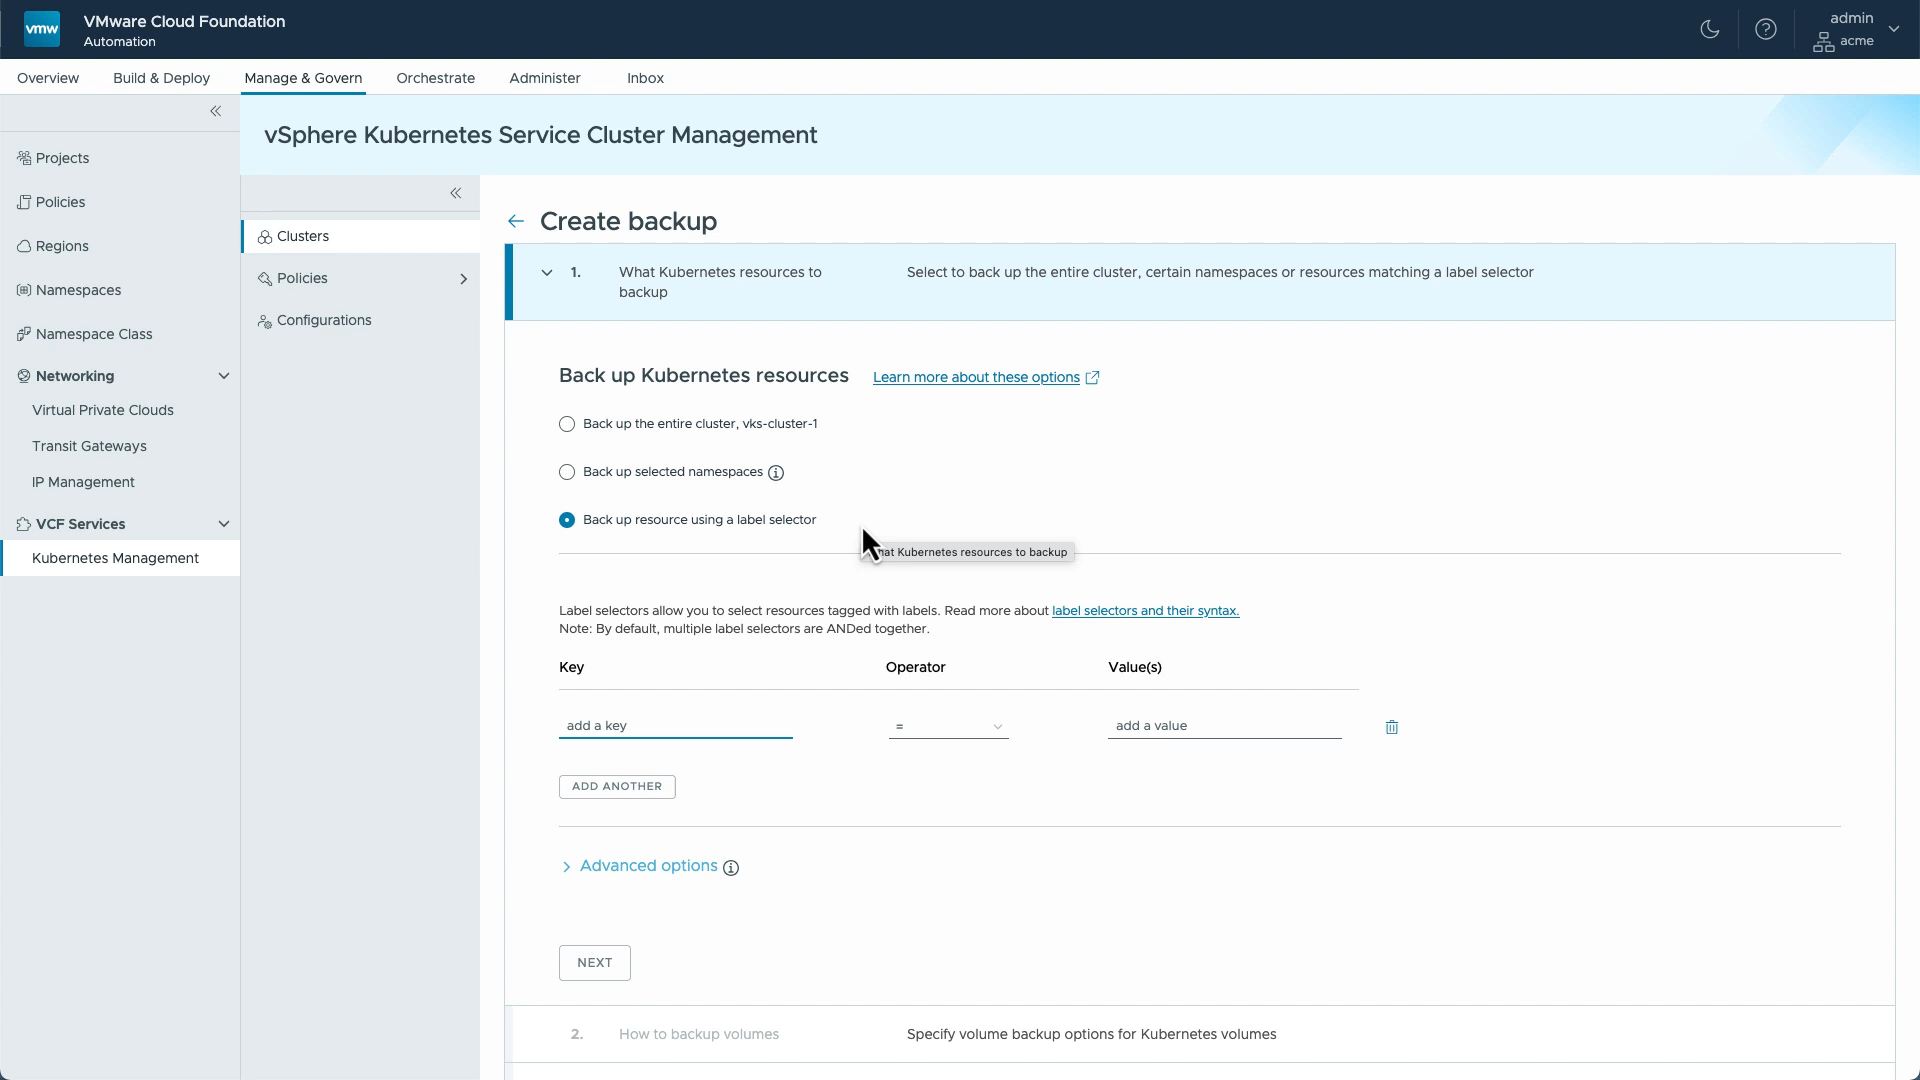 vmw
VMware Cloud Foundation
Automation
admin
acme
Overview
Build & Deploy
Manage & Govern
Orchestrate
Administer
Inbox
vSphere Kubernetes Service Cluster Management
Projects
Policies
Regions
Namespaces
Namespace Class
Networking
Virtual Private Clouds
Transit Gateways
IP Management
VCF Services
Kubernetes Management
Clusters
Policies
Configurations
Create backup
1.
What Kubernetes resources to
backup
Select to back up the entire cluster, certain namespaces or resources matching a label selector
Back up Kubernetes resources
Learn more about these options
Back up the entire cluster, vks-cluster-1
Back up selected namespaces
Back up resource using a label selector
Kubernetes resources to backup
Label selectors allow you to select resources tagged with labels. Read more about label selectors and their syntax.
Note: By default, multiple label selectors are ANDed together.
Key
Operator
Value(s)
add a key
=
add a value
ADD ANOTHER
Advanced options
NEXT
2.
How to backup volumes
Specify volume backup options for Kubernetes volumes